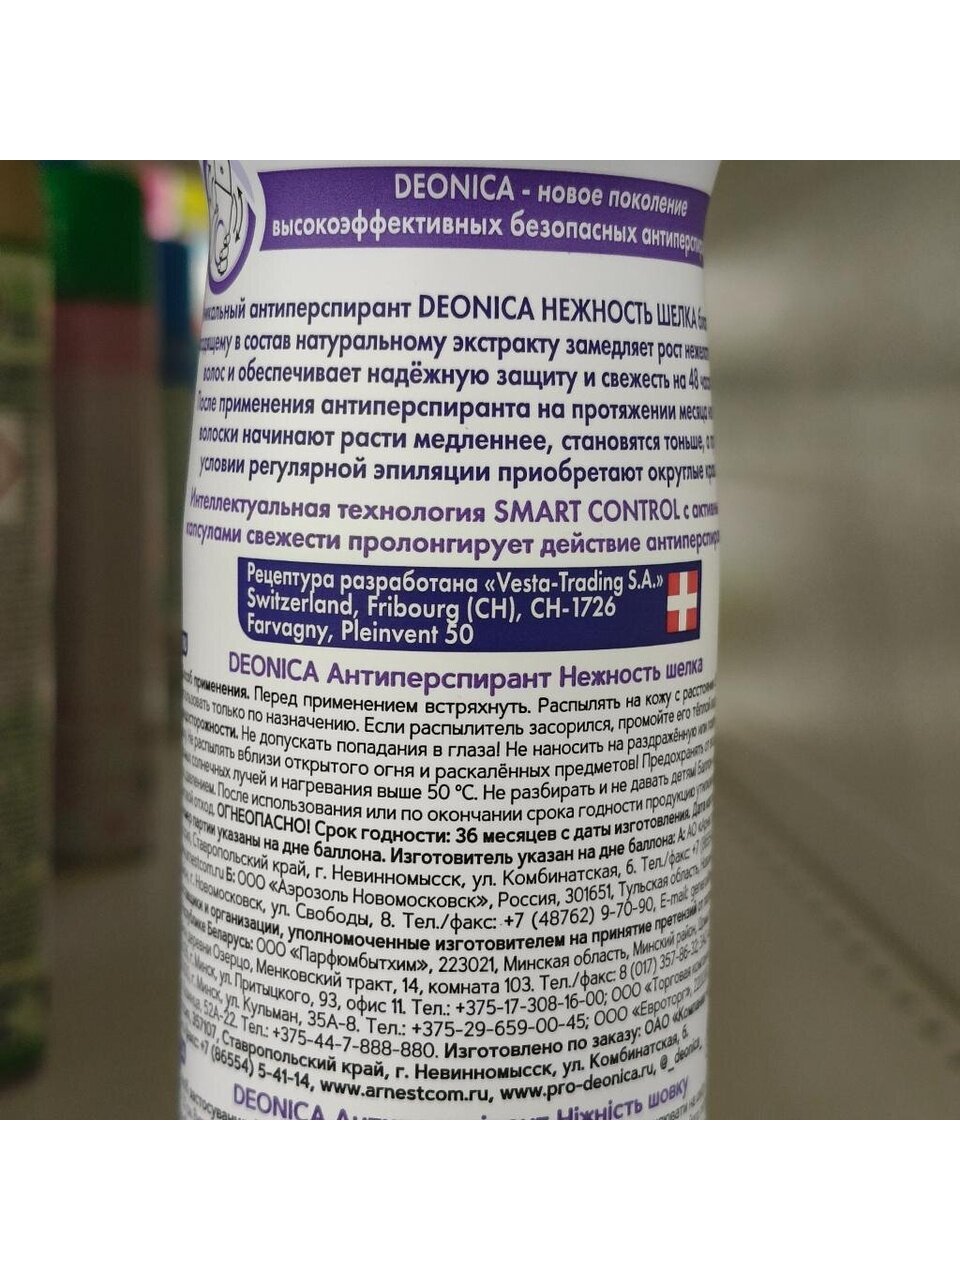 DEONICA - новое поколение
высокоэффективных безопасных
антиперспирант DEONICA НЕЖНОСТЬ ШЕЛКА
в состав натуральному экстракту замедляет рост
волос и обеспечивает надёжную защиту и свежесть на 48
После применения антиперспиранта на протяжении месяца
волоски начинают расти медленнее, становятся тоньше,
условии регулярной эпиляции приобретают округлые
Интеллектуальная технология SMART CONTROL с
капсулами свежести пролонгирует действие
Рецептура разработана «Vesta-Trading S.A.»
Switzerland, Fribourg (CH), CH-1726
Farvagny, Pleinvent 50
DEONICA Антиперспирант Нежность шелка
применения. Перед применением встряхнуть. Распылять на кожу с
только по назначению. Если распылитель засорился, промойте его тёплой
Не допускать попадания в глаза! Не наносить на раздражённую или
распылять вблизи открытого огня и раскалённых предметов! Предохранять от
солнечных лучей и нагревания выше 50 °C. Не разбирать и не давать детям!
После использования или по окончании срока годности продукцию
отход. ОГНЕОПАСНО! Срок годности: 36 месяцев с даты изготовления. Дата
партии указаны на дне баллона. Изготовитель указан на дне баллона: А: АО
Ставропольский край, г. Невинномысск, ул. Комбинатская, 6. Тел./факс
Б: ООО «Аэрозоль Новомосковск», Россия, 301651, Тульская область,
г. Новомосковск, ул. Свободы, 8. Тел./факс: +7 (48762) 9-70-90, E-mail:
и организации, уполномоченные изготовителем на принятие претензий
Беларусь: ООО «Парфюмбытхим», 223021, Минская область, Минский район,
Озерцо, Менковский тракт, 14, комната 103. Тел./факс: 8 (017) 357-86-32
г. Минск, ул. Притыцкого, 93, офис 11. Тел.: +375-17-308-16-00; ООО «Торговая
г. Минск, ул. Кульман, 35А-8. Тел.: +375-29-659-00-45; ООО «Евроторг»,
52А-22. Тел.: +375-44-7-888-880. Изготовлено по заказу: ОАО
357107, Ставропольский край, г. Невинномысск, ул. Комбинатская, 6.
+7 (86554) 5-41-14, www.arnestcom.ru, www.pro-deonica.ru, @_deonica_
DEONICA Ніжність шовку